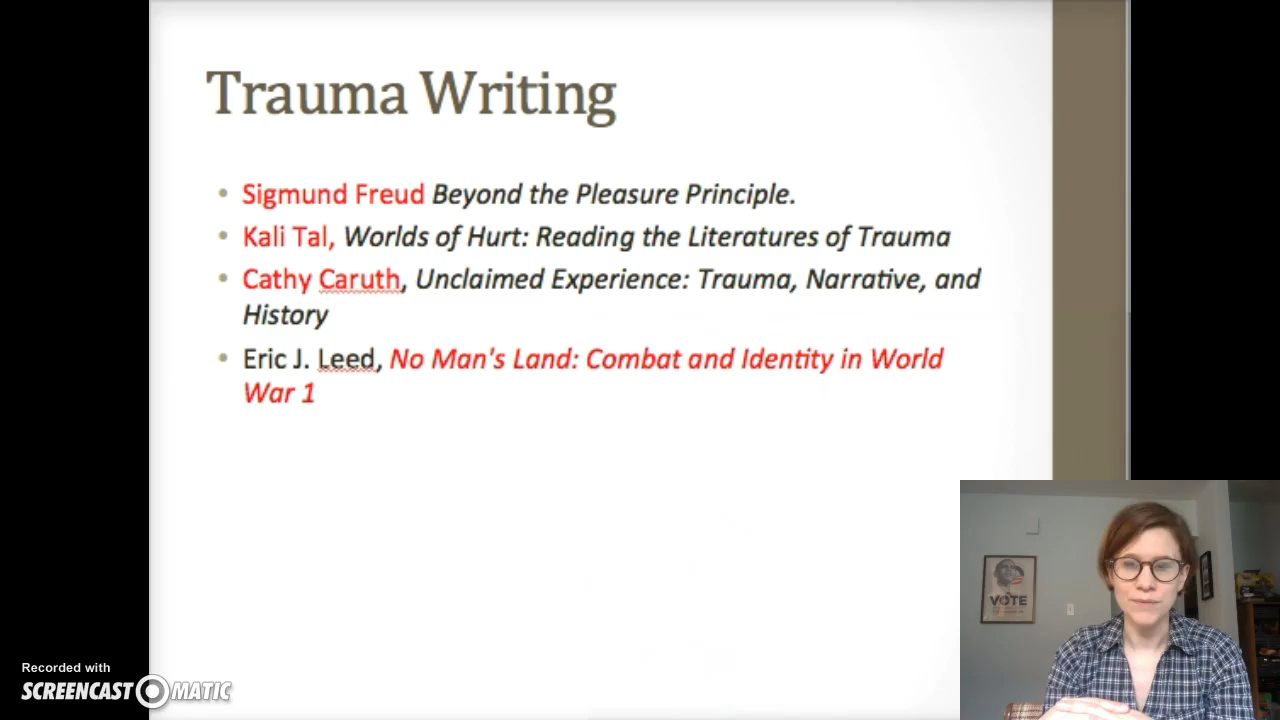 Trauma Writing
• Sigmund Freud Beyond the Pleasure Principle.
• Kali Tal, Worlds of Hurt: Reading the Literatures of Trauma
• Cathy Caruth, Unclaimed Experience: Trauma, Narrative, and
History
• Eric J. Leed, No Man's Land: Combat and Identity in World
War 1
VOTE
Recorded with
SCREENCAST-O-MATIC